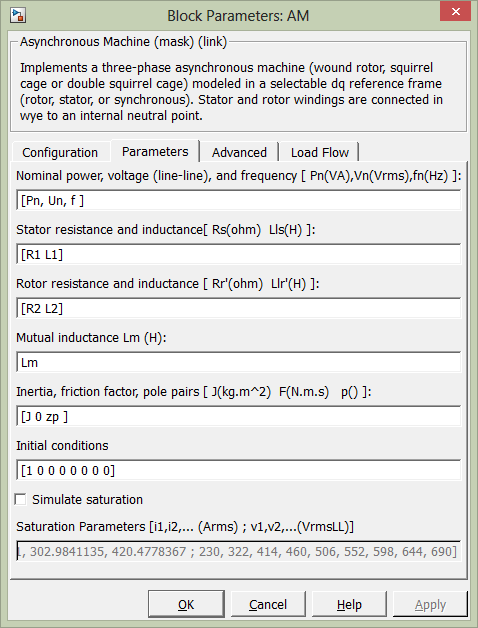 Block Parameters: AM
Asynchronous Machine (mask) (link)
Implements a three-phase asynchronous machine (wound rotor, squirrel
cage or double squirrel cage) modeled in a selectable dq reference frame
(rotor, stator, or synchronous). Stator and rotor windings are connected in
wye to an internal neutral point.
Configuration Parameters Advanced Load Flow
Nominal power, voltage (line-line), and frequency [ Pn(VA),Vn(Vrms),fn(Hz) ]:
[Pn, Un, f ]
Stator resistance and inductance[ Rs(ohm)  Lls(H) ]:
[R1 L1]
Rotor resistance and inductance [ Rr'(ohm)  Llr'(H) ]:
[R2 L2]
Mutual inductance Lm (H):
Lm
Inertia, friction factor, pole pairs [ J(kg.m^2)  F(N.m.s)   p() ]:
[J 0 zp ]
Initial conditions
[1 0 0 0 0 0 0 0]
Simulate saturation
Saturation Parameters [i1,i2,... (Arms) ; v1,v2,...(VrmsLL)]
1, 302.9841135, 420.4778367 ; 230, 322, 414, 460, 506, 552, 598, 644, 690]
OK Cancel Help Apply